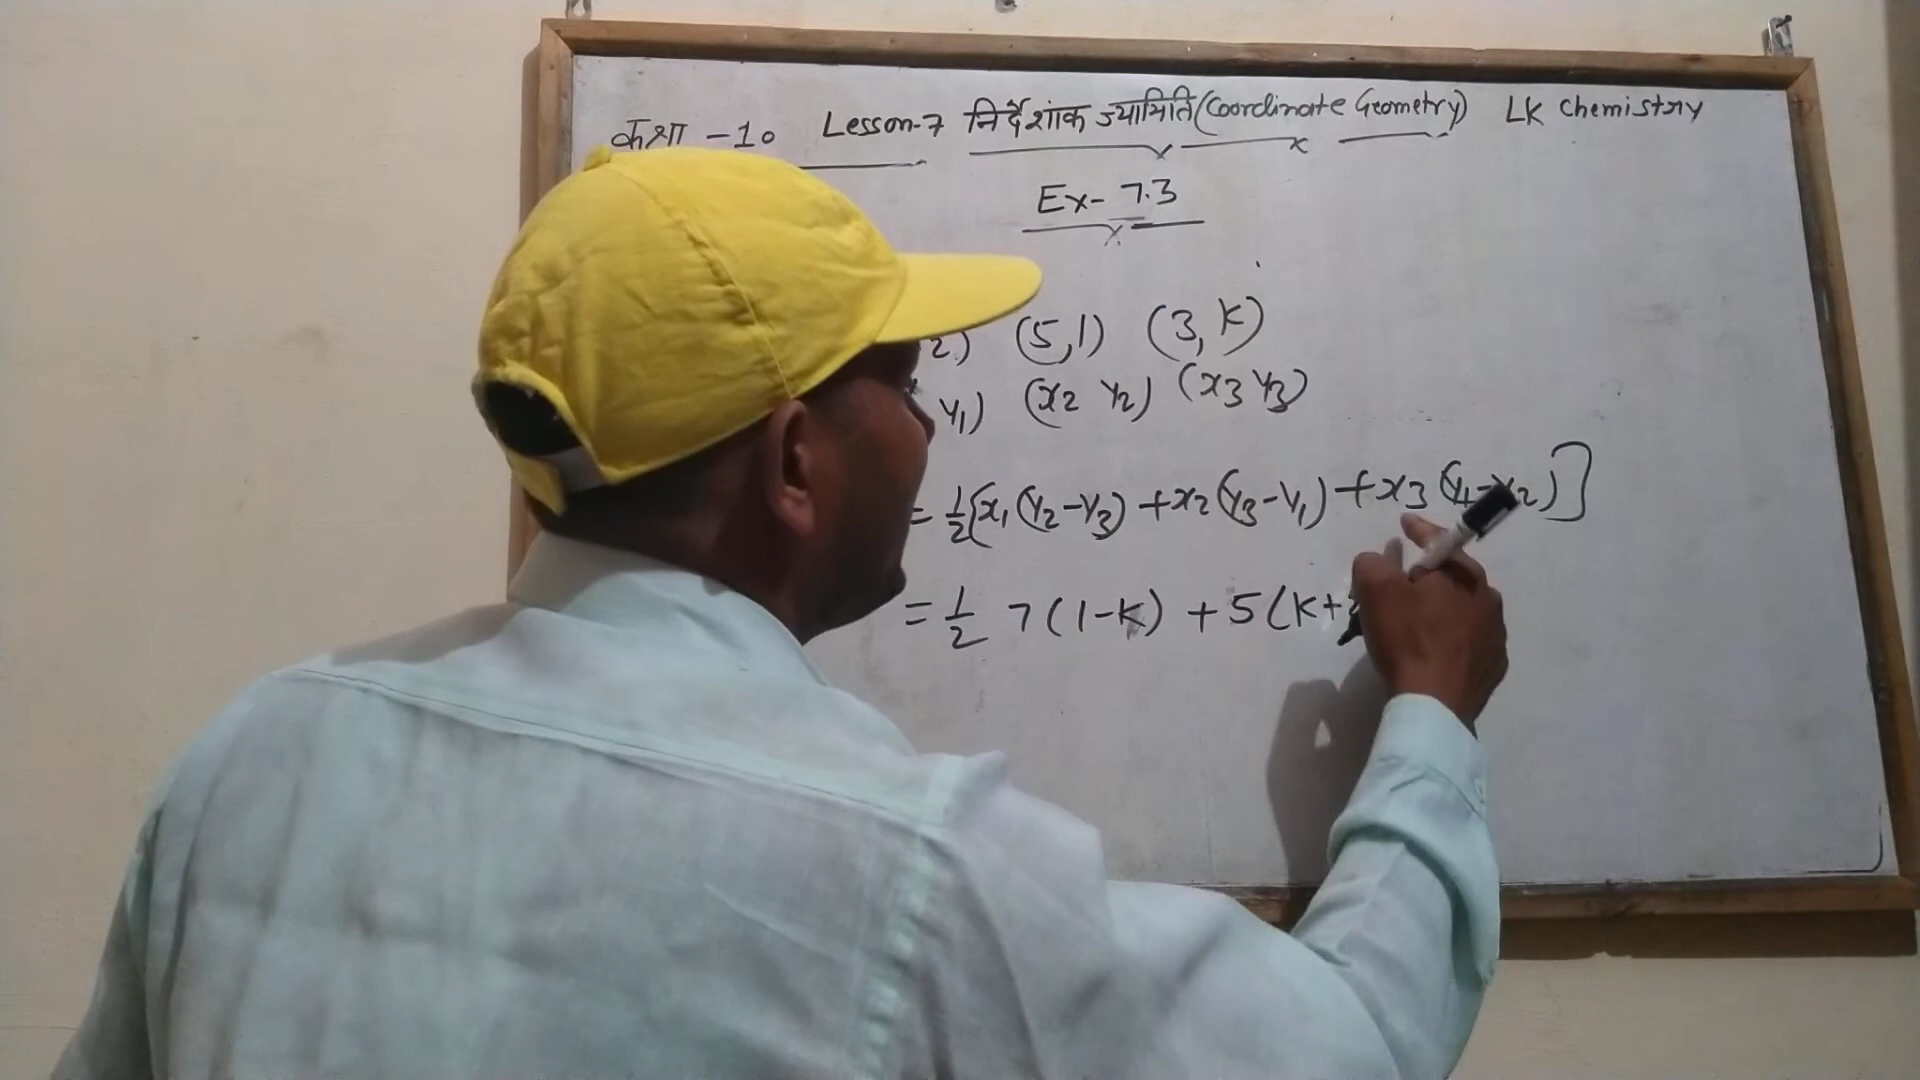 कक्षा -10 Lesson-7 निर्देशांक ज्यामिति (Coordinate Geometry) LK Chemistry
Ex- 7.3
2) (5,1) (3,K)
y₁) (x₂ y₂) (x₃ y₃)
= 1/2[x₁(y₂-y₃) +x₂(y₃-y₁) +x₃(y₁-y₂)]
= 1/2 7(1-K) +5(K+